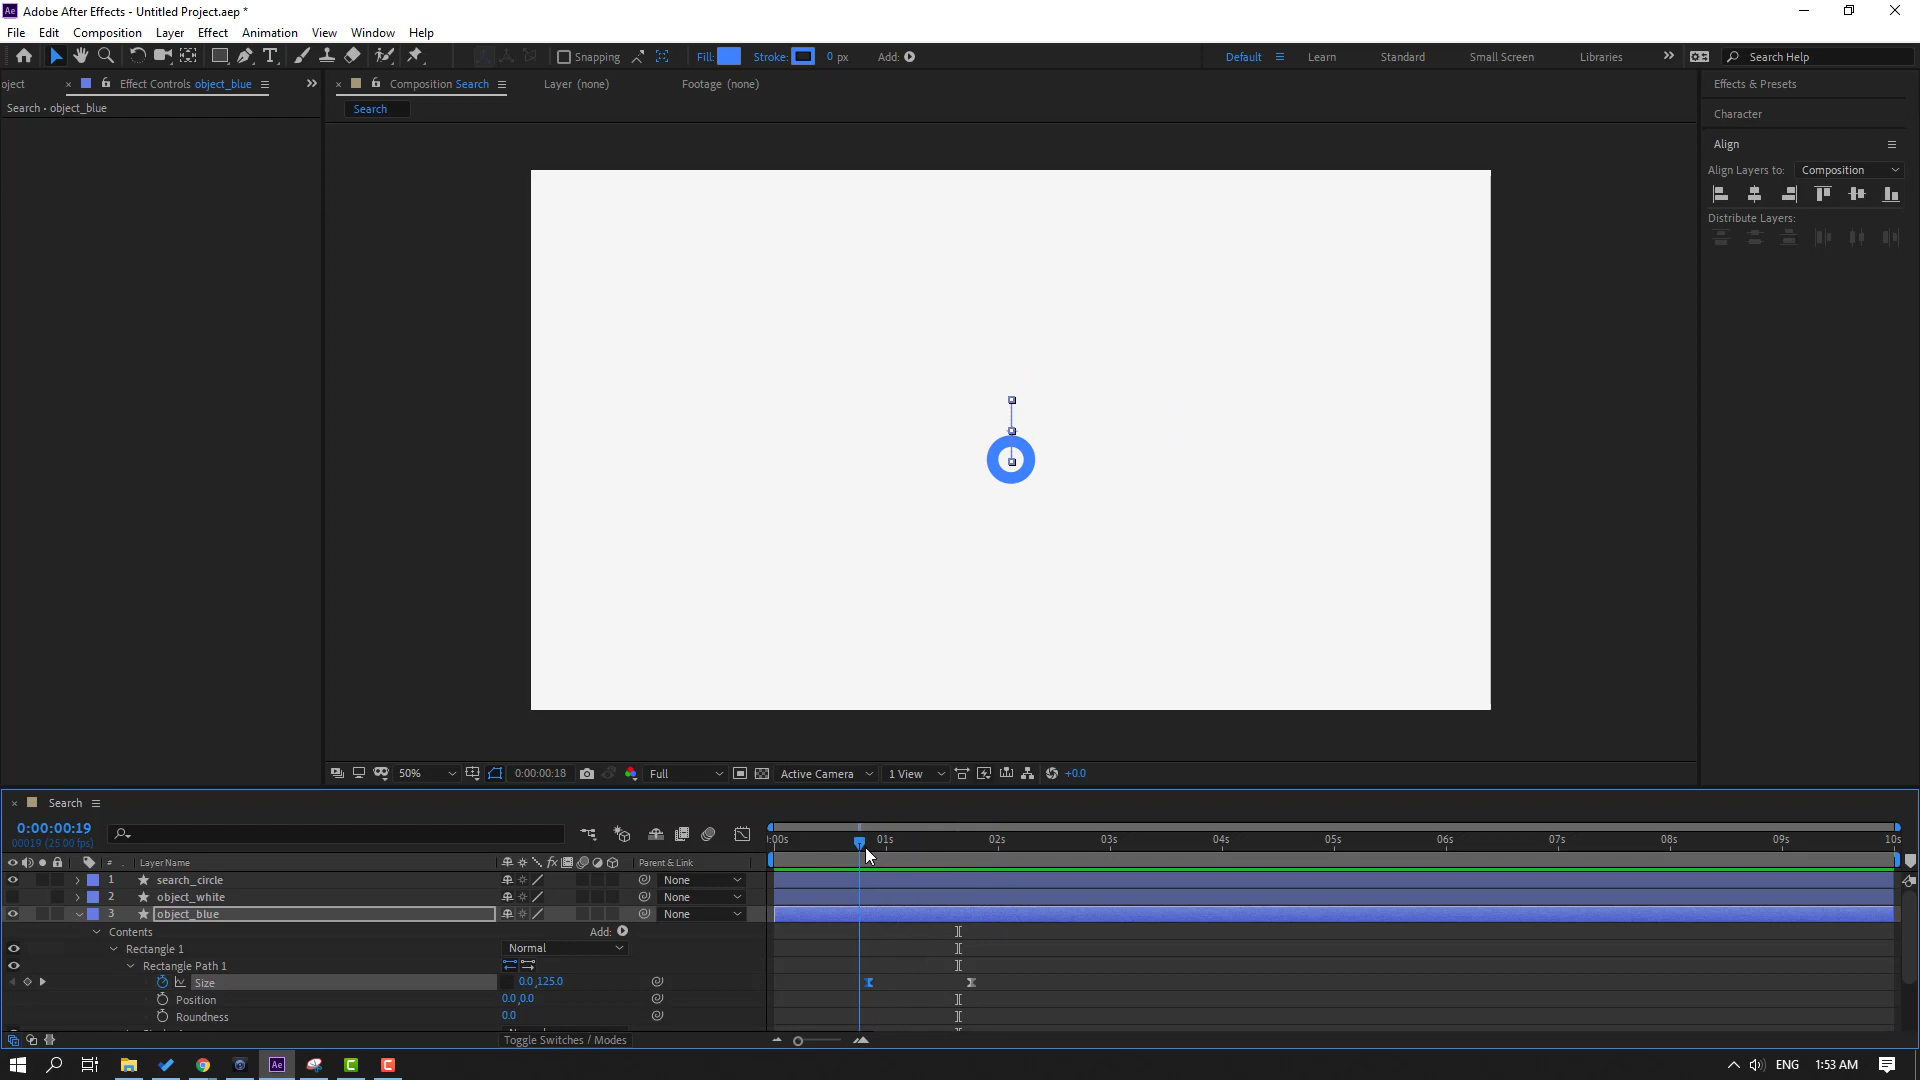 Ae Adobe After Effects - Untitled Project.aep *
File Edit Composition Layer Effect Animation View Window Help
Snapping Fill: Stroke: 0 px Add: Default Learn Standard Small Screen Libraries Search Help
oject Effect Controls object_blue Composition Search Layer (none) Footage (none) Effects & Presets
Search • object_blue Search
Character
Align
Align Layers to: Composition
Distribute Layers:
50% 0:00:00:18 Full Active Camera 1 View +0.0
Search
0:00:00:19
00019 (25.00 fps)
:00s 01s 02s 03s 04s 05s 06s 07s 08s 09s 10s
# . Layer Name fx Parent & Link
1 search_circle None
2 object_white None
3 object_blue None
Contents Add:
Rectangle 1 Normal
Rectangle Path 1
Size 0.0,125.0
Position 0.0,0.0
Roundness 0.0
Toggle Switches / Modes
Ae C C ENG 1:53 AM